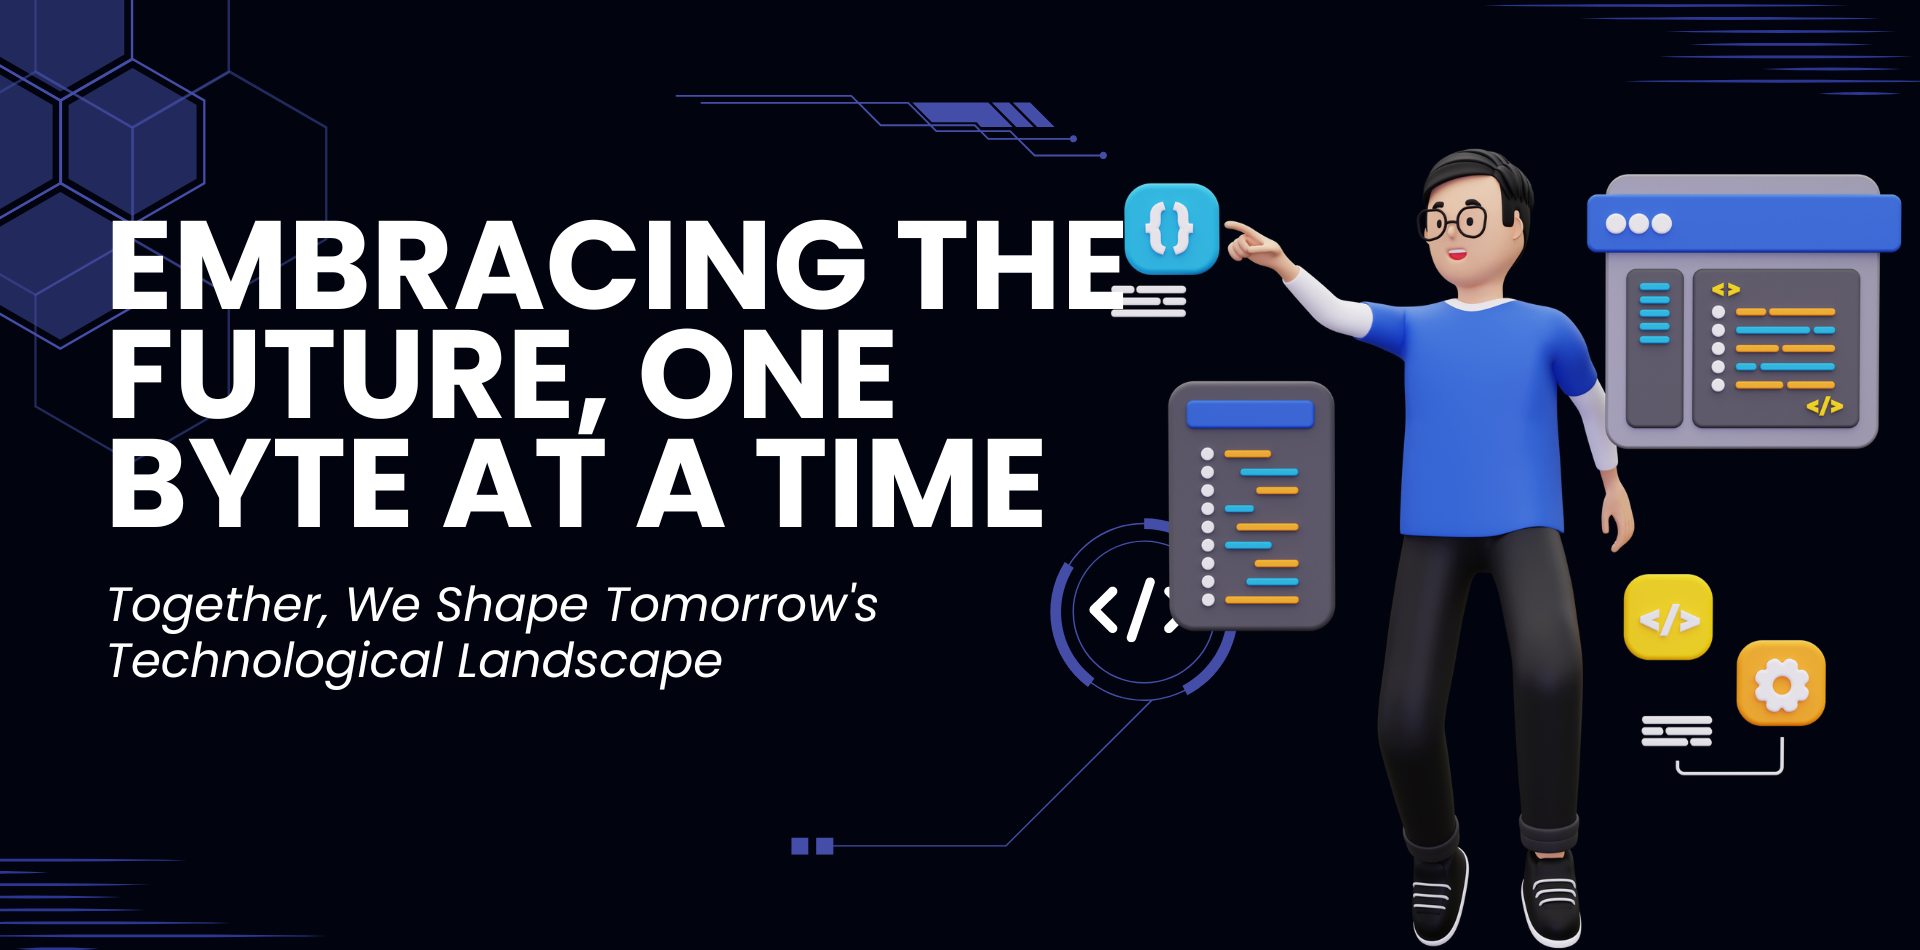 EMBRACING THE
FUTURE, ONE
BYTE AT A TIME
Together, We Shape Tomorrow's
Technological Landscape
{}
</>
<>
</>
</>